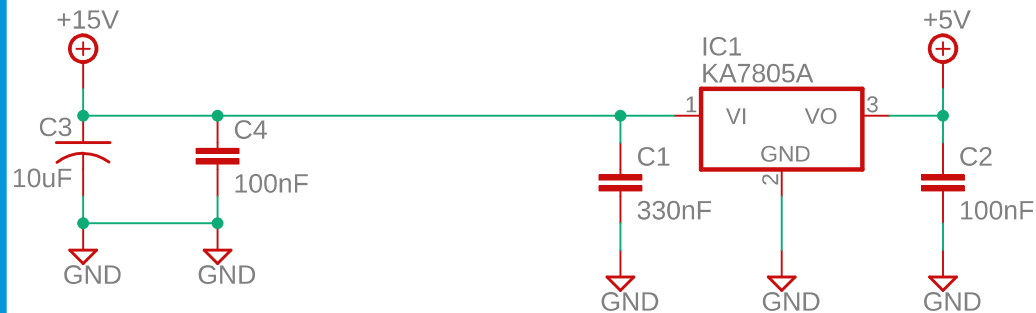 +15V
+5V
IC1
KA7805A
1
3
VI
VO
C3
C4
GND
C1
C2
10uF
100nF
2
330nF
100nF
GND
GND
GND
GND
GND